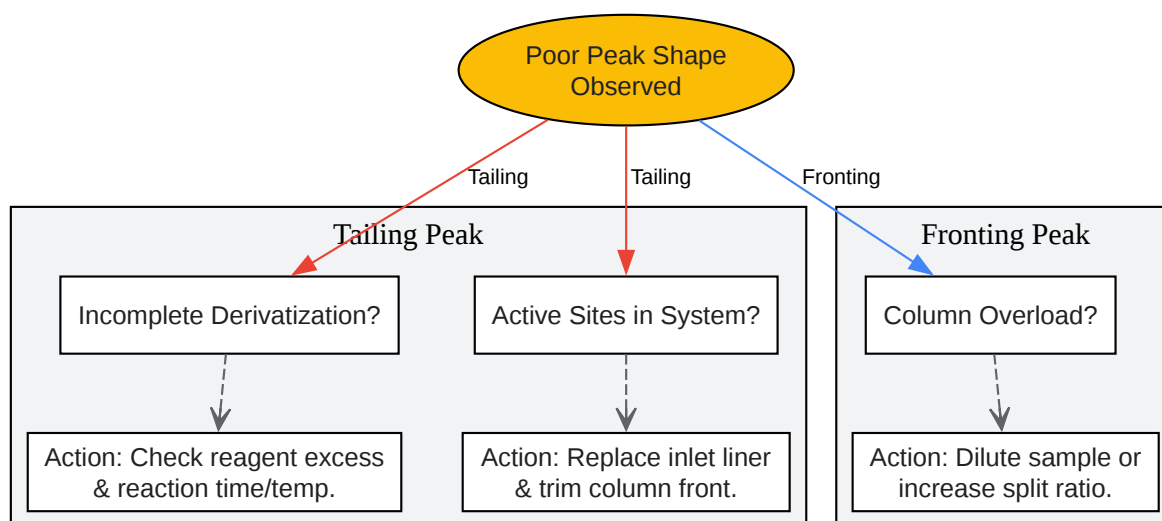 Poor Peak Shape
Observed
Tailing
Tailing
Fronting
Tailing Peak
Fronting Peak
Incomplete Derivatization?
Active Sites in System?
Column Overload?
Action: Check reagent excess
& reaction time/temp.
Action: Replace inlet liner
& trim column front.
Action: Dilute sample or
increase split ratio.